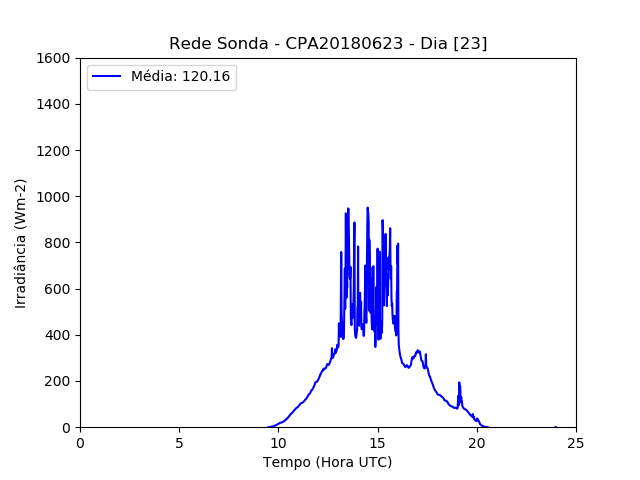 Rede Sonda - CPA20180623 - Dia [23]
Média: 120.16
Irradiância (Wm-2)
1600
1400
1200
1000
800
600
400
200
0
0 5 10 15 20 25
Tempo (Hora UTC)